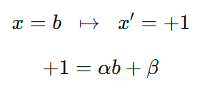 x = b ↦ x′ = +1
+1 = αb + β